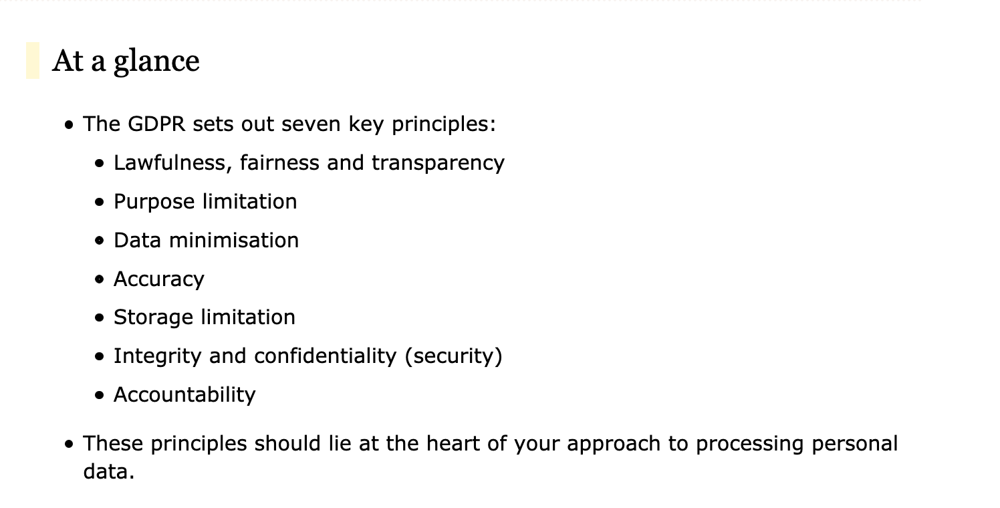 At a glance
• The GDPR sets out seven key principles:
• Lawfulness, fairness and transparency
• Purpose limitation
• Data minimisation
• Accuracy
• Storage limitation
• Integrity and confidentiality (security)
• Accountability
• These principles should lie at the heart of your approach to processing personal
data.